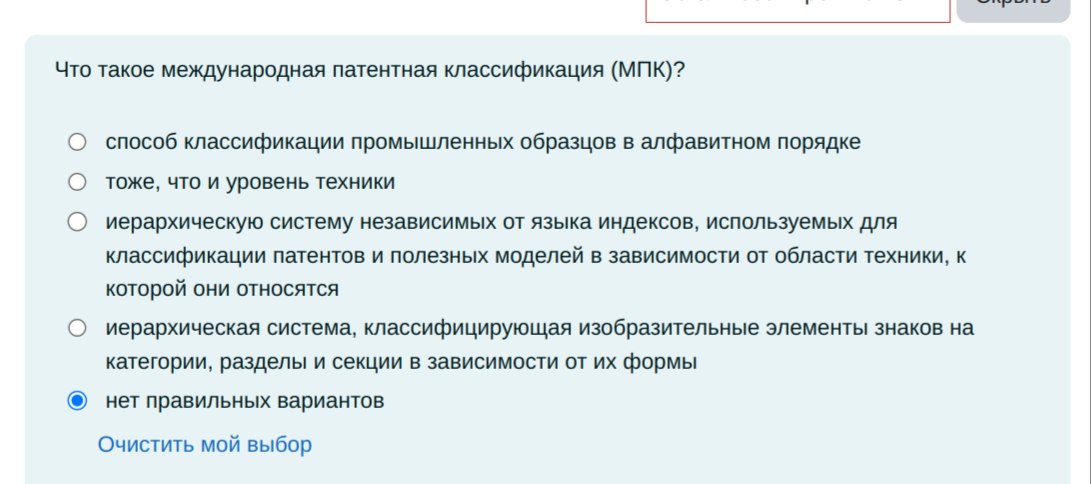 Что такое международная патентная классификация (МПК)?
способ классификации промышленных образцов в алфавитном порядке
тоже, что и уровень техники
иерархическую систему независимых от языка индексов, используемых для
классификации патентов и полезных моделей в зависимости от области техники, к
которой они относятся
иерархическая система, классифицирующая изобразительные элементы знаков на
категории, разделы и секции в зависимости от их формы
нет правильных вариантов
Очистить мой выбор